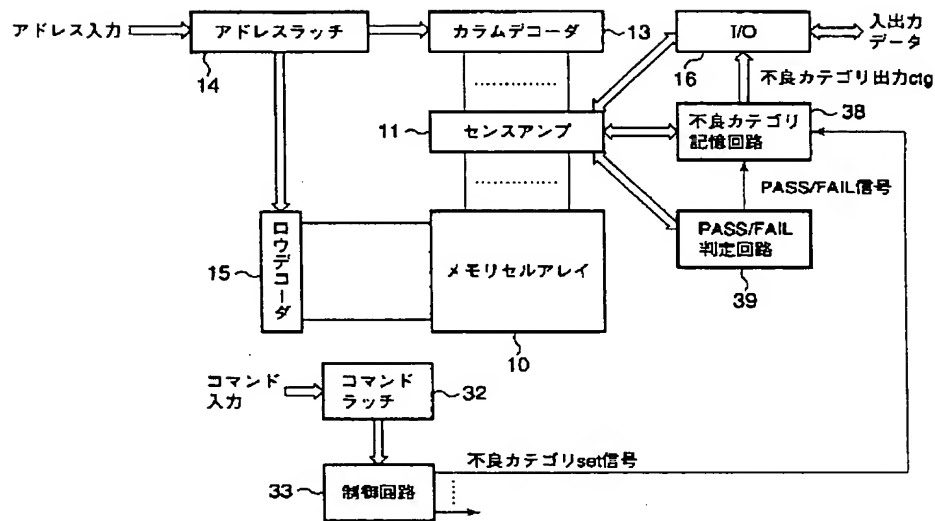 アドレス入力
アドレスラッチ
14
カラムデコーダ
13
I/O
16
入出力
データ
不良カテゴリ出力ctg
11
センスアンプ
不良カテゴリ
記憶回路
38
PASS/FAIL信号
PASS/FAIL
判定回路
39
ロウデコーダ
15
メモリセルアレイ
10
コマンド
入力
コマンド
ラッチ
32
不良カテゴリset信号
33
制御回路